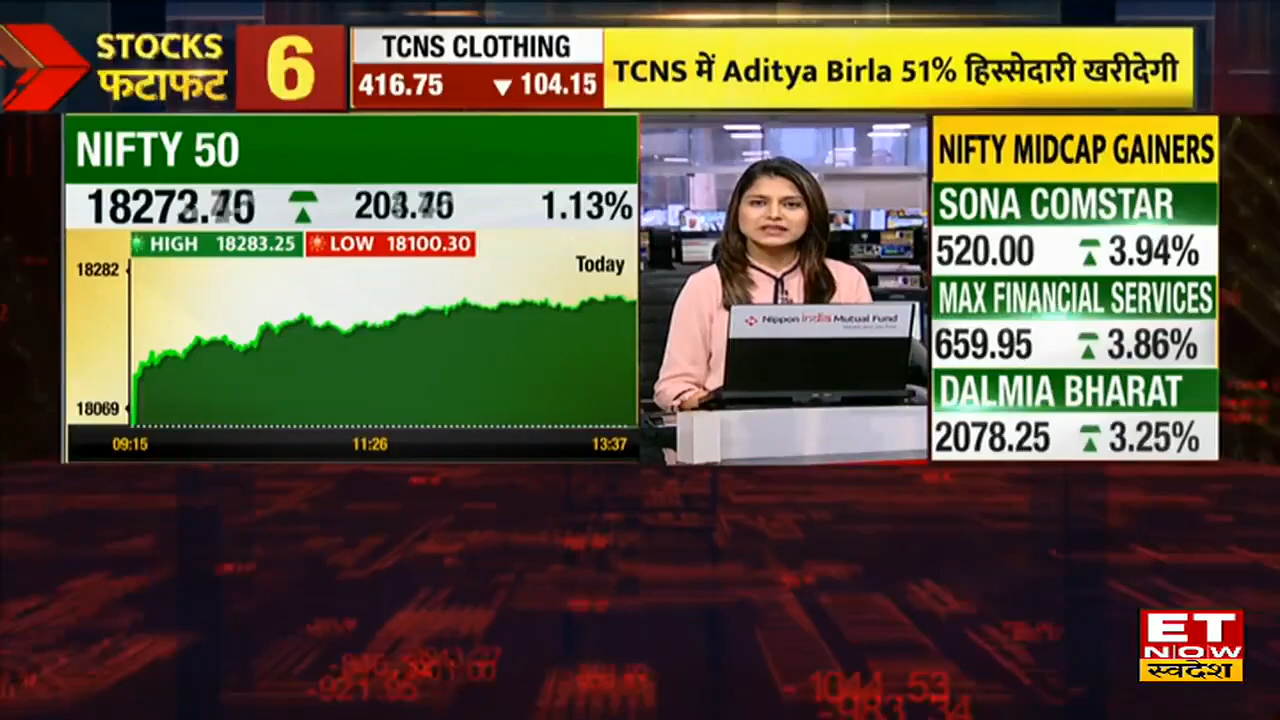 STOCKS
फटाफट
6
TCNS CLOTHING
416.75 ▼ 104.15
TCNS में Aditya Birla 51% हिस्सेदारी खरीदेगी
NIFTY 50
1.13%
HIGH 18283.25 LOW 18100.30
18282
Today
18069
09:15 11:26 13:37
Nippon india Mutual Fund
NIFTY MIDCAP GAINERS
SONA COMSTAR
520.00 3.94%
MAX FINANCIAL SERVICES
659.95 3.86%
DALMIA BHARAT
2078.25 3.25%
1044.53
ET
NOW
स्वदेश